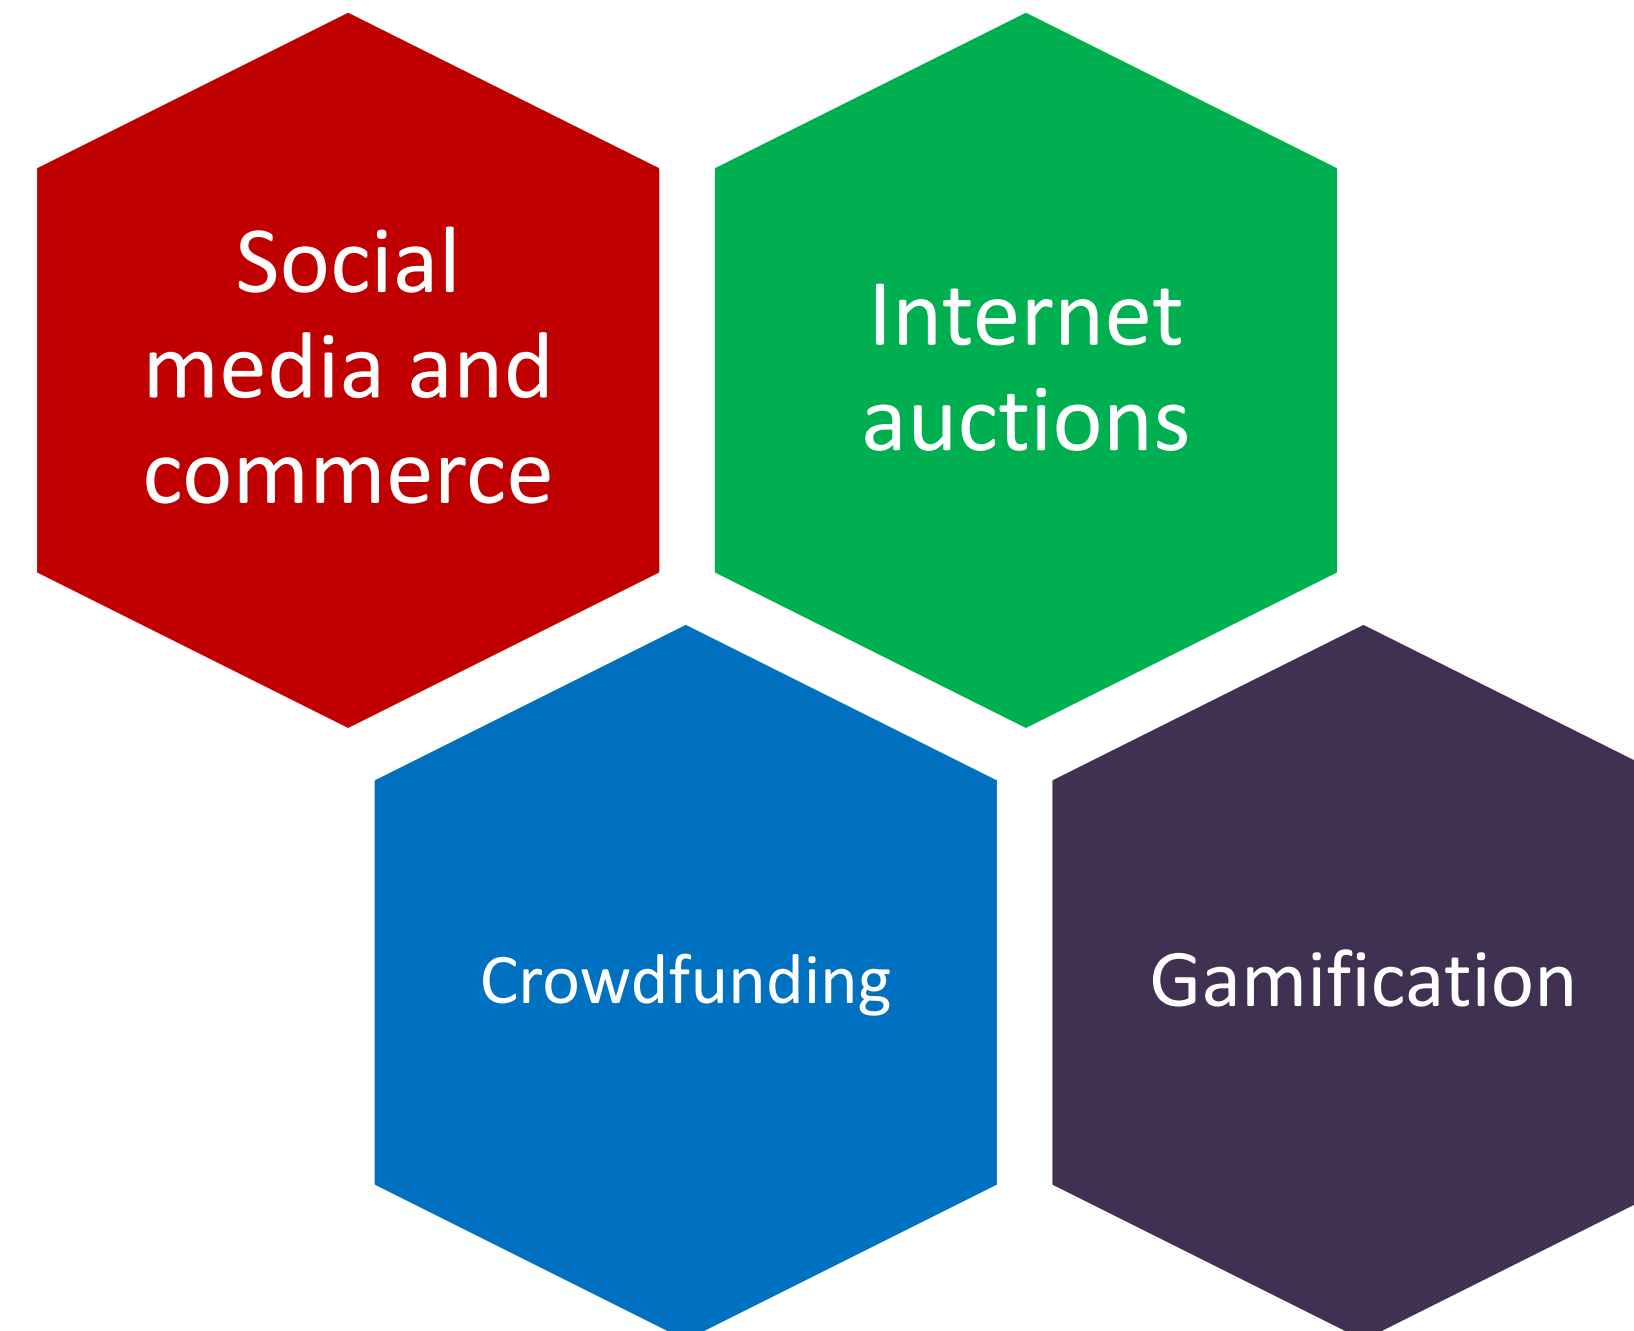 Social
media and
commerce
Internet
auctions
Crowdfunding
Gamification